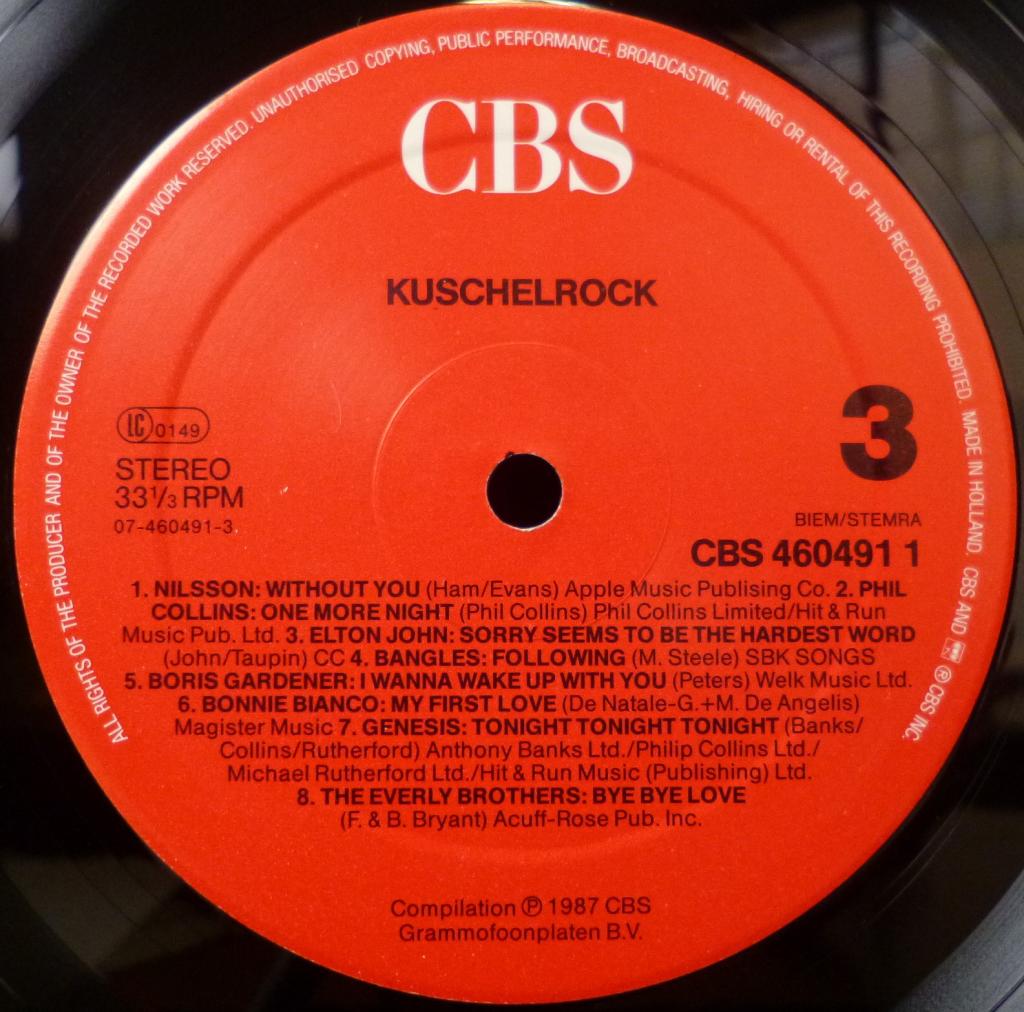 ALL RIGHTS OF THE PRODUCER AND OF THE OWNER OF THE RECORDED WORK RESERVED. UNAUTHORISED COPYING, PUBLIC PERFORMANCE, BROADCASTING, HIRING OR RENTAL OF THIS RECORDING PROHIBITED. MADE IN HOLLAND. CBS AND ℗ CBS INC.
CBS
KUSCHELROCK
LC 0149
3
STEREO
33 1/3 RPM
07-460491-3
BIEM/STEMRA
CBS 460491 1
1. NILSSON: WITHOUT YOU (Ham/Evans) Apple Music Publising Co. 2. PHIL
COLLINS: ONE MORE NIGHT (Phil Collins) Phil Collins Limited/Hit & Run
Music Pub. Ltd. 3. ELTON JOHN: SORRY SEEMS TO BE THE HARDEST WORD
(John/Taupin) CC 4. BANGLES: FOLLOWING (M. Steele) SBK SONGS
5. BORIS GARDENER: I WANNA WAKE UP WITH YOU (Peters) Welk Music Ltd.
6. BONNIE BIANCO: MY FIRST LOVE (De Natale-G.+M. De Angelis)
Magister Music 7. GENESIS: TONIGHT TONIGHT TONIGHT (Banks/
Collins/Rutherford) Anthony Banks Ltd./Philip Collins Ltd./
Michael Rutherford Ltd./Hit & Run Music (Publishing) Ltd.
8. THE EVERLY BROTHERS: BYE BYE LOVE
(F. & B. Bryant) Acuff-Rose Pub. Inc.
Compilation ℗ 1987 CBS
Grammofoonplaten B.V.